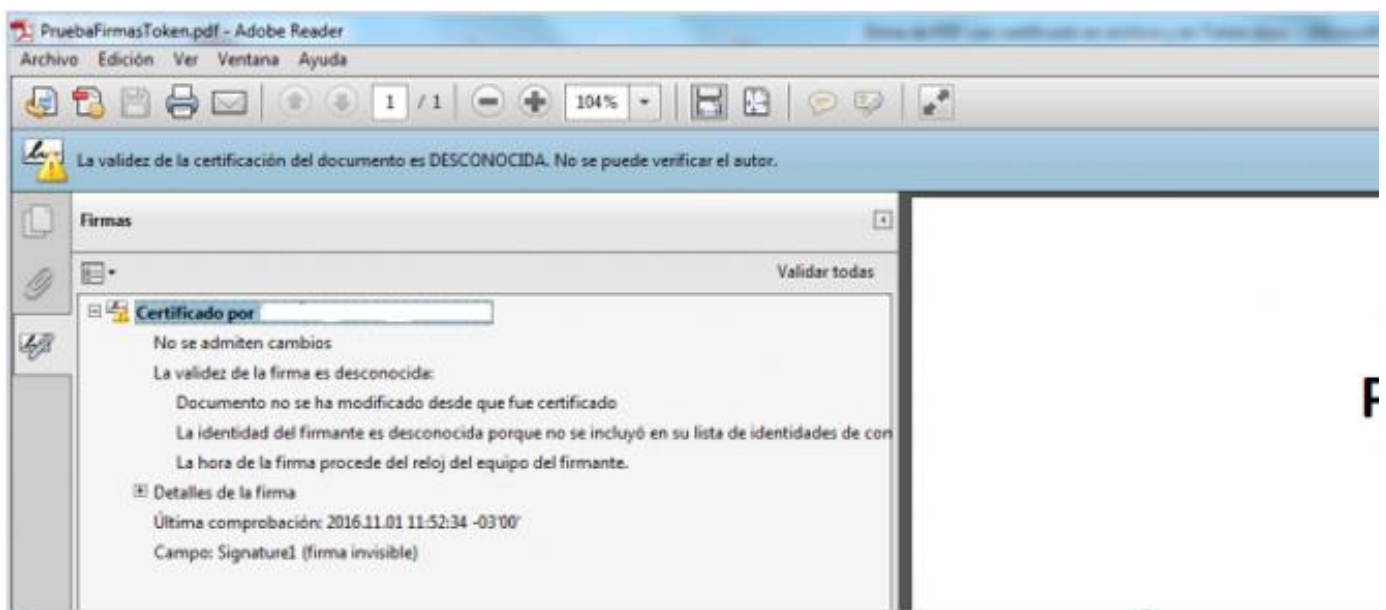 PruebaFirmasToken.pdf - Adobe Reader
Archivo Edición Ver Ventana Ayuda
1 / 1 104%
La validez de la certificación del documento es DESCONOCIDA. No se puede verificar el autor.
Firmas
Validar todas
Certificado por
No se admiten cambios
La validez de la firma es desconocida:
Documento no se ha modificado desde que fue certificado
La identidad del firmante es desconocida porque no se incluyó en su lista de identidades de con
La hora de la firma procede del reloj del equipo del firmante.
Detalles de la firma
Última comprobación: 2016.11.01 11:52:34 -03'00'
Campo: Signature1 (firma invisible)
P